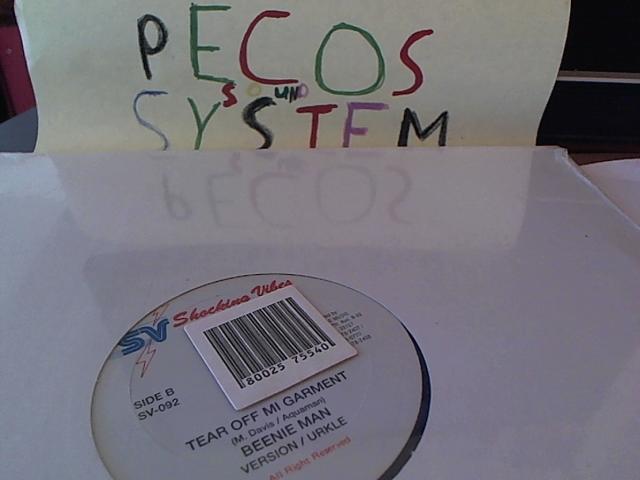 PECOS
SOUND
SYSTEM
SV Shocking Vibes
80025 75540
SIDE B
SV-092
TEAR OFF MI GARMENT
(M. Davis / Aquaman)
BEENIE MAN
VERSION / URKLE
All Right Reserved